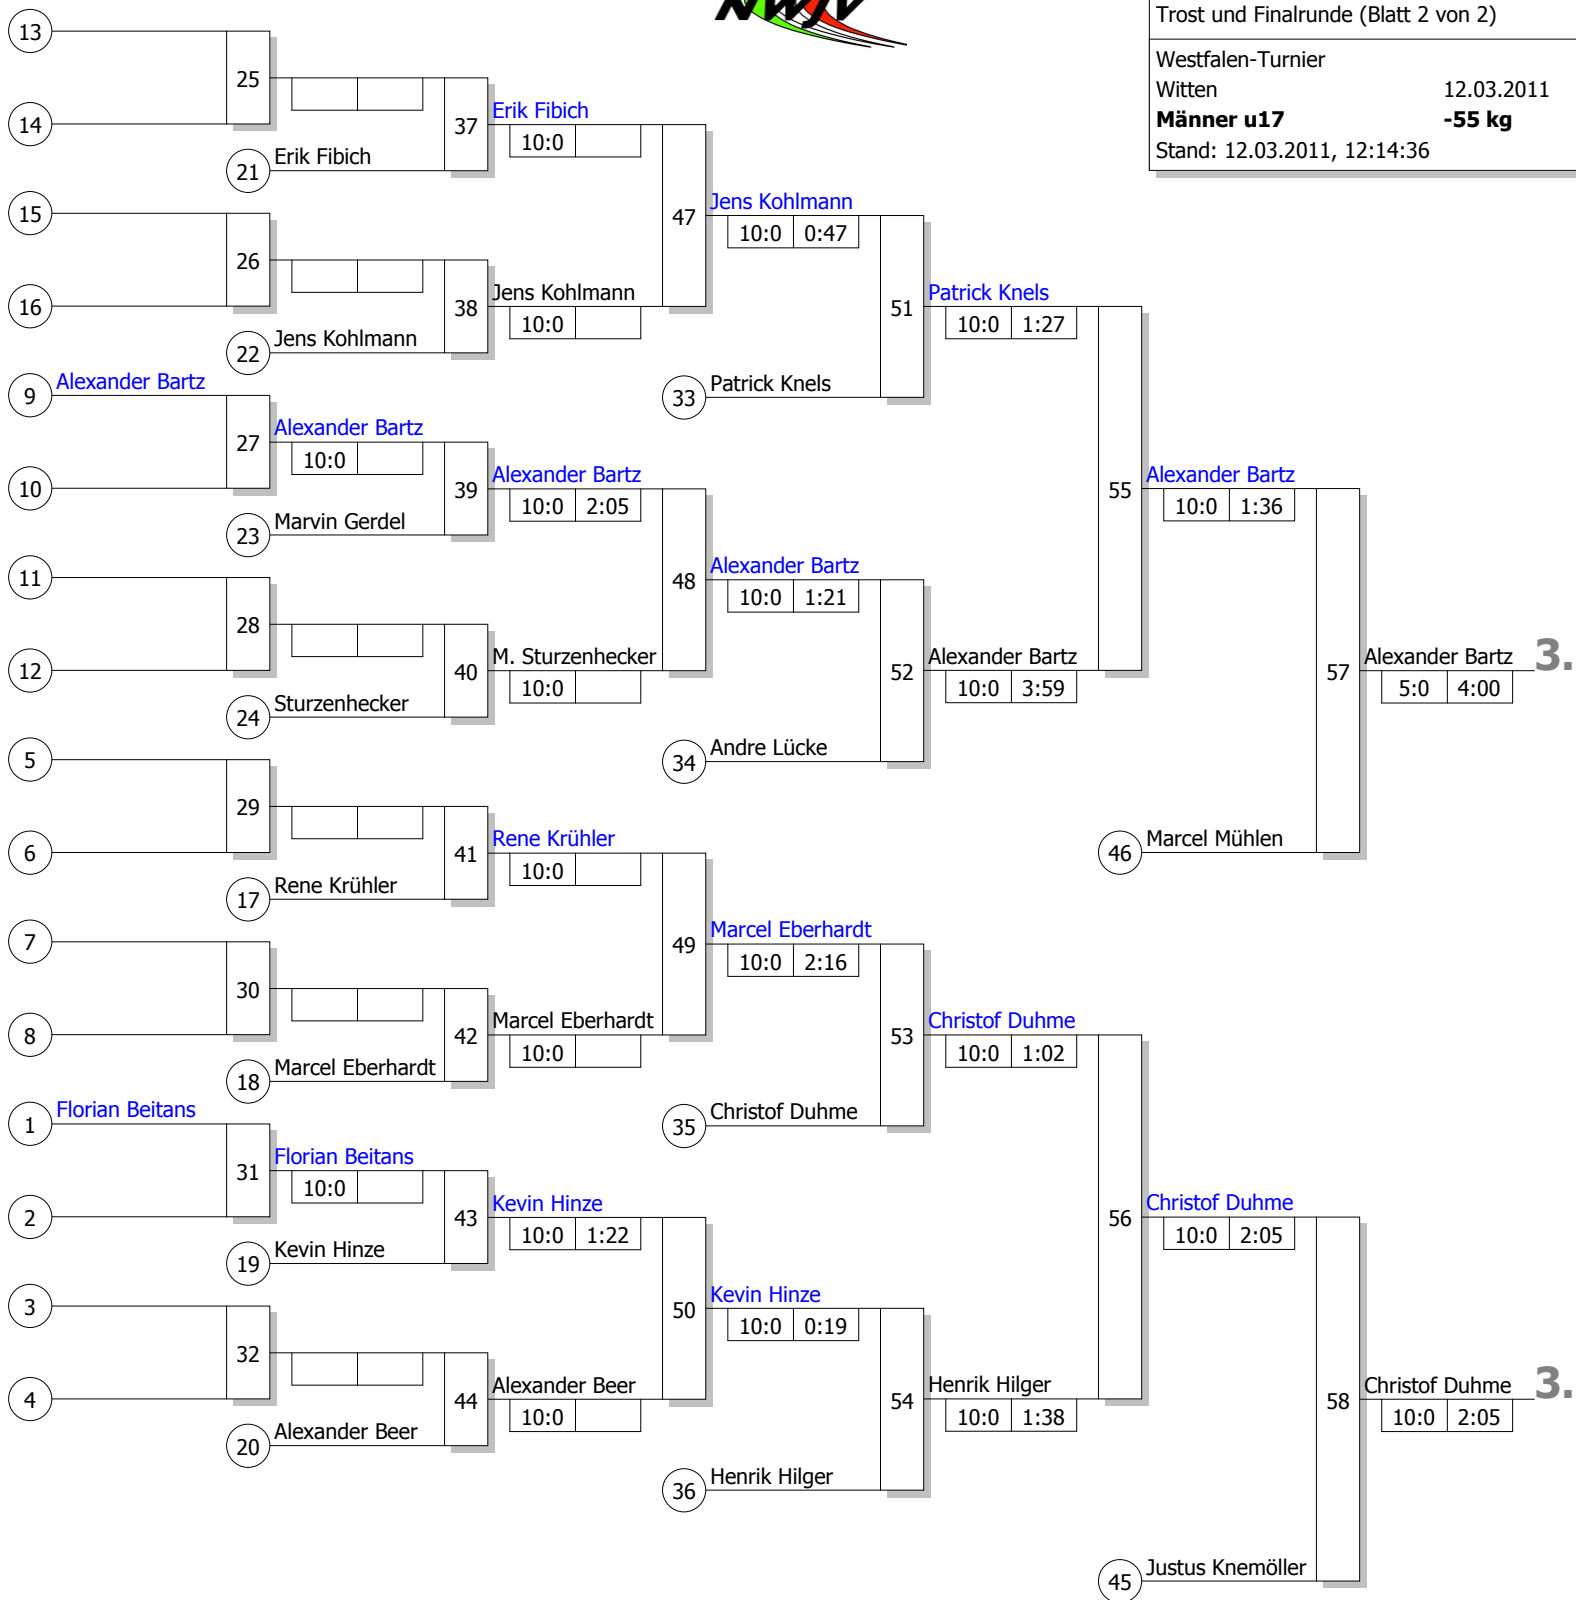 NWJV
Trost und Finalrunde (Blatt 2 von 2)
Westfalen-Turnier
Witten 12.03.2011
Männer u17 -55 kg
Stand: 12.03.2011, 12:14:36
13
25
14
37
Erik Fibich
10:0
21
Erik Fibich
15
47
Jens Kohlmann
10:0 0:47
26
16
38
Jens Kohlmann
10:0
22
Jens Kohlmann
51
Patrick Knels
10:0 1:27
33
Patrick Knels
9
Alexander Bartz
27
Alexander Bartz
10:0
10
39
Alexander Bartz
10:0 2:05
23
Marvin Gerdel
55
Alexander Bartz
10:0 1:36
11
48
Alexander Bartz
10:0 1:21
28
12
40
M. Sturzenhecker
10:0
24
Sturzenhecker
52
Alexander Bartz
10:0 3:59
34
Andre Lücke
57
Alexander Bartz
3.
5:0 4:00
46
Marcel Mühlen
5
29
6
41
Rene Krühler
10:0
17
Rene Krühler
7
49
Marcel Eberhardt
10:0 2:16
30
8
42
Marcel Eberhardt
10:0
18
Marcel Eberhardt
53
Christof Duhme
10:0 1:02
35
Christof Duhme
1
Florian Beitans
31
Florian Beitans
10:0
2
43
Kevin Hinze
10:0 1:22
19
Kevin Hinze
56
Christof Duhme
10:0 2:05
3
50
Kevin Hinze
10:0 0:19
32
4
44
Alexander Beer
10:0
20
Alexander Beer
54
Henrik Hilger
10:0 1:38
36
Henrik Hilger
58
Christof Duhme
3.
10:0 2:05
45
Justus Knemöller